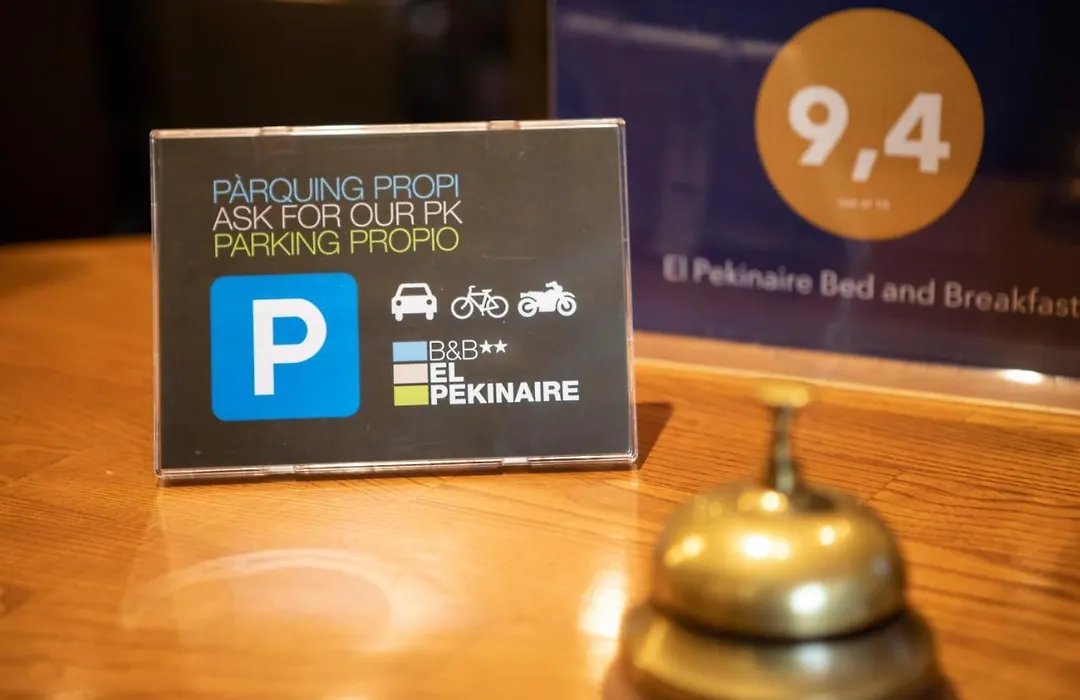 PÀRQUING PROPI
ASK FOR OUR PK
PARKING PROPIO
P
B&B★★
EL
PEKINAIRE
9,4
El Pekinaire Bed and Breakfast